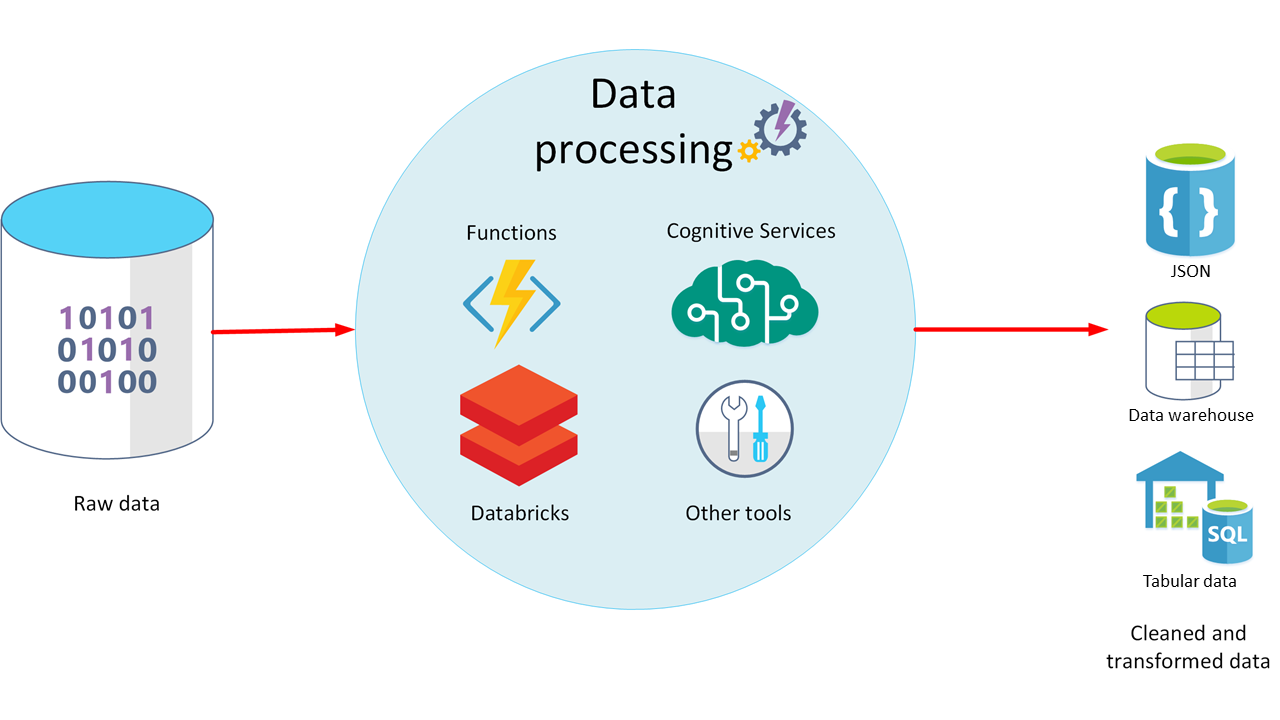 Data
processing
Functions
Cognitive Services
Databricks
Other tools
10101
01010
00100
Raw data
{ }
JSON
Data warehouse
SQL
Tabular data
Cleaned and
transformed data